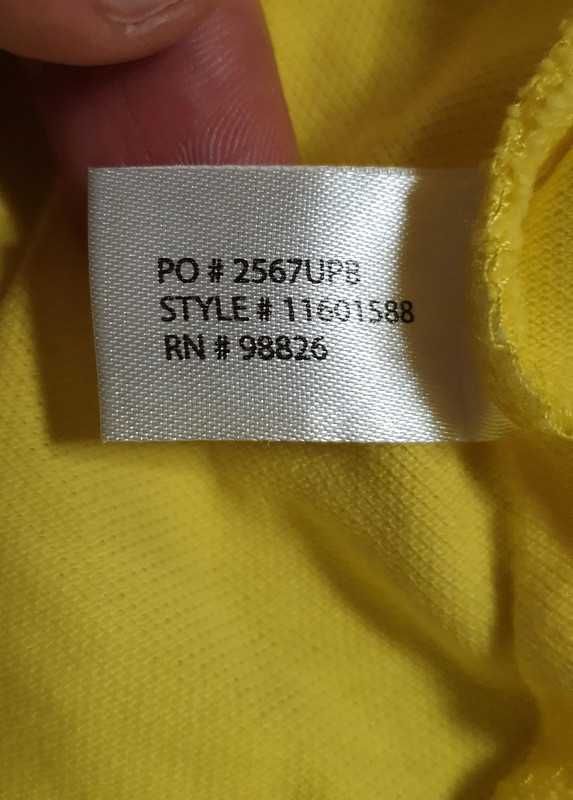 PO # 2567UPB
STYLE # 11601588
RN # 98826